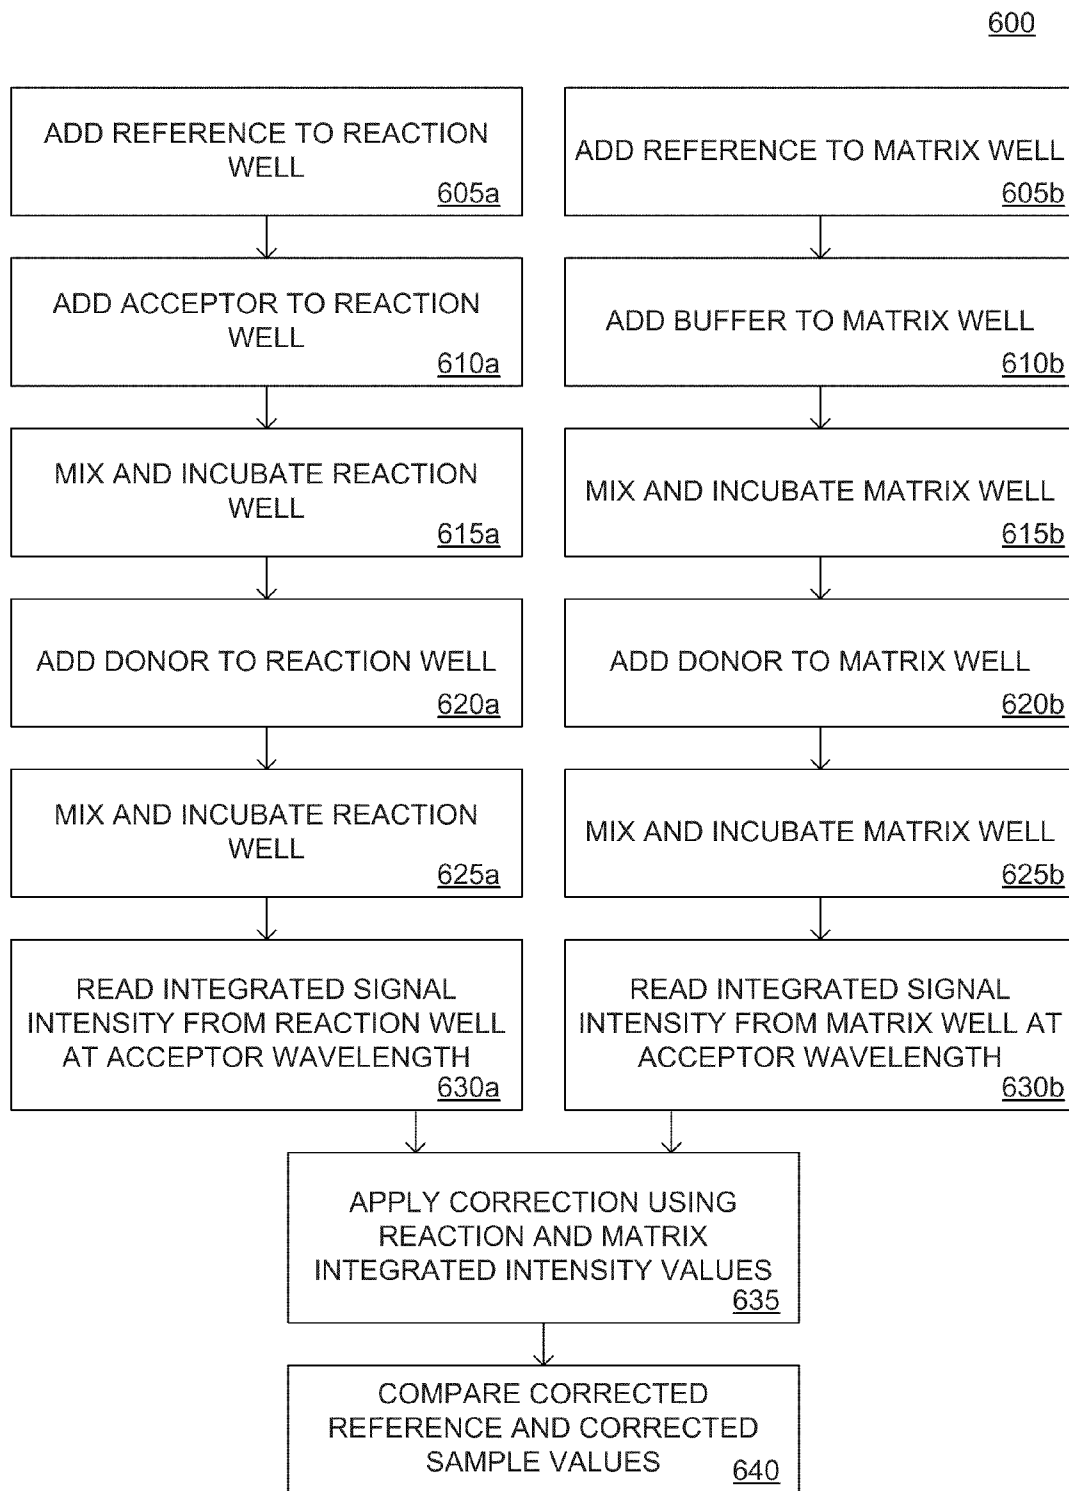 600
ADD REFERENCE TO REACTION
WELL
605a
ADD REFERENCE TO MATRIX WELL
605b
ADD ACCEPTOR TO REACTION
WELL
610a
ADD BUFFER TO MATRIX WELL
610b
MIX AND INCUBATE REACTION
WELL
615a
MIX AND INCUBATE MATRIX WELL
615b
ADD DONOR TO REACTION WELL
620a
ADD DONOR TO MATRIX WELL
620b
MIX AND INCUBATE REACTION
WELL
625a
MIX AND INCUBATE MATRIX WELL
625b
READ INTEGRATED SIGNAL
INTENSITY FROM REACTION WELL
AT ACCEPTOR WAVELENGTH
630a
READ INTEGRATED SIGNAL
INTENSITY FROM MATRIX WELL AT
ACCEPTOR WAVELENGTH
630b
APPLY CORRECTION USING
REACTION AND MATRIX
INTEGRATED INTENSITY VALUES
635
COMPARE CORRECTED
REFERENCE AND CORRECTED
SAMPLE VALUES
640